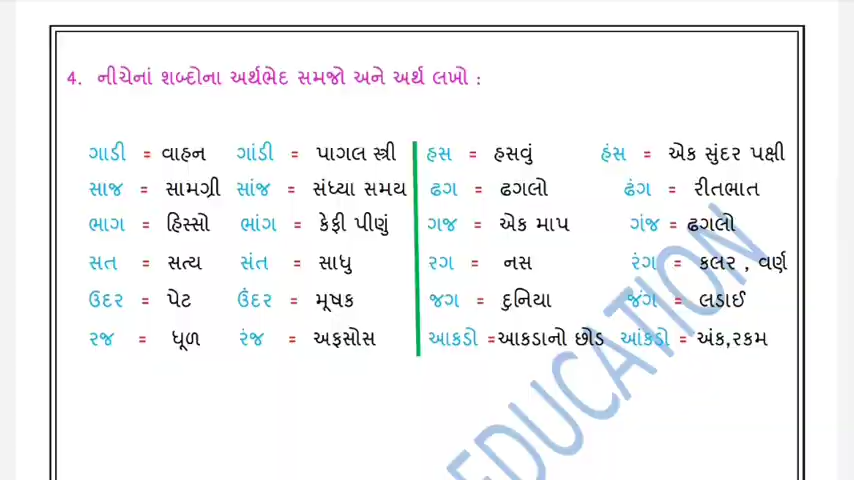 4. નીચેનાં શબ્દોના અર્થભેદ સમજો અને અર્થ લખો :
ગાડી = વાહન ગાંડી = પાગલ સ્ત્રી હસ = હસવું હંસ = એક સુંદર પક્ષી
સાજ = સામગ્રી સાંજ = સંધ્યા સમય ઢગ = ઢગલો ઢંગ = રીતભાત
ભાગ = હિસ્સો ભાંગ = કેફી પીણું ગજ = એક માપ ગંજ = ઢગલો
સત = સત્ય સંત = સાધુ રગ = નસ રંગ = કલર , વર્ણ
ઉદર = પેટ ઉંદર = મૂષક જગ = દુનિયા જંગ = લડાઈ
રજ = ધૂળ રંજ = અફસોસ આકડો =આકડાનો છોડ આંકડો = અંક,રકમ
EDUCATION